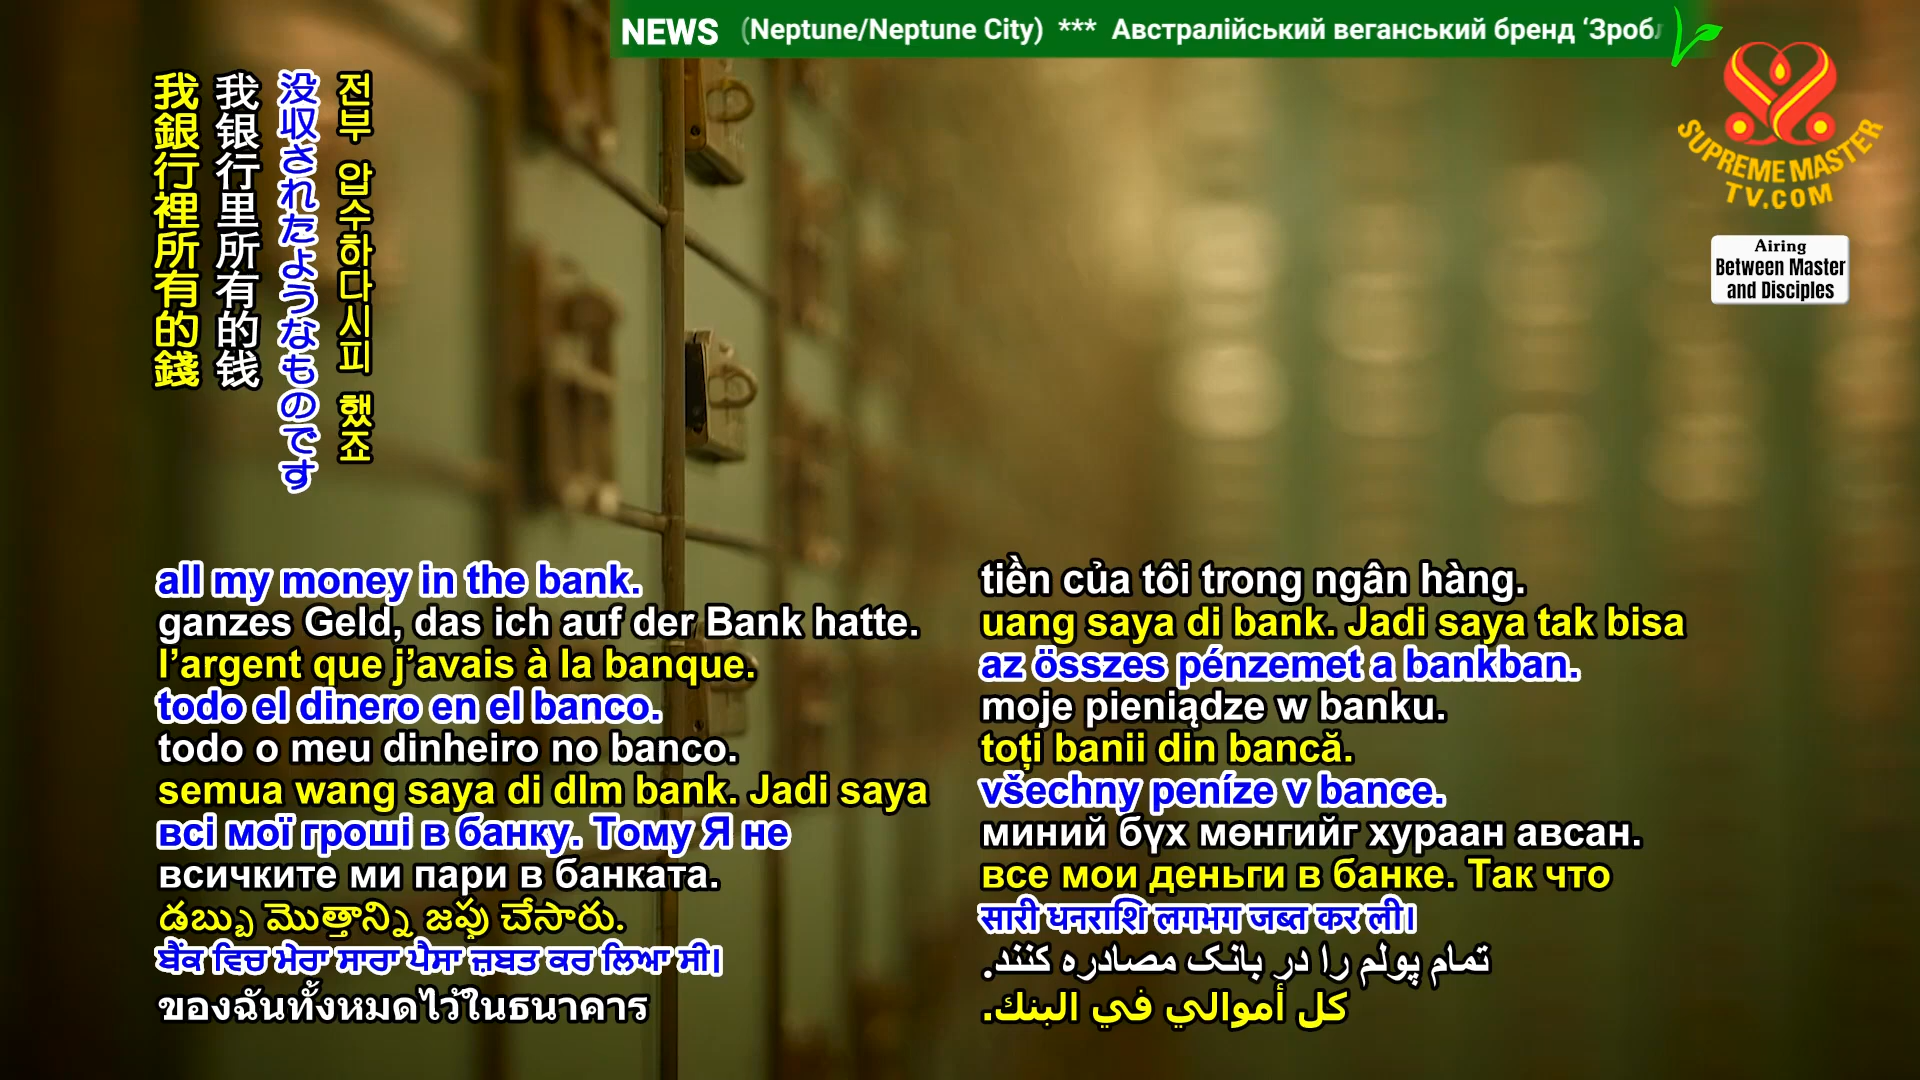 NEWS (Neptune/Neptune City) *** Австралійський веганський бренд ‘Зроб
SUPREME MASTER
TV.COM
Airing
Between Master
and Disciples
我銀行裡所有的錢
我银行里所有的钱
没収されたようなものです
전부 압수하다시피 했죠
all my money in the bank.
ganzes Geld, das ich auf der Bank hatte.
l’argent que j’avais à la banque.
todo el dinero en el banco.
todo o meu dinheiro no banco.
semua wang saya di dlm bank. Jadi saya
всі мої гроші в банку. Тому Я не
всичките ми пари в банката.
డబ్బు మొత్తాన్ని జప్తు చేసారు.
ਬੈਂਕ ਵਿਚ ਮੇਰਾ ਸਾਰਾ ਪੈਸਾ ਜ਼ਬਤ ਕਰ ਲਿਆ ਸੀ।
ของฉันทั้งหมดไว้ในธนาคาร
tiền của tôi trong ngân hàng.
uang saya di bank. Jadi saya tak bisa
az összes pénzemet a bankban.
moje pieniądze w banku.
toți banii din bancă.
všechny peníze v bance.
миний бүх мөнгийг хураан авсан.
все мои деньги в банке. Так что
सारी धनराशि लगभग जब्त कर ली।
تمام پولم را در بانک مصادره کنند.
كل أموالي في البنك.